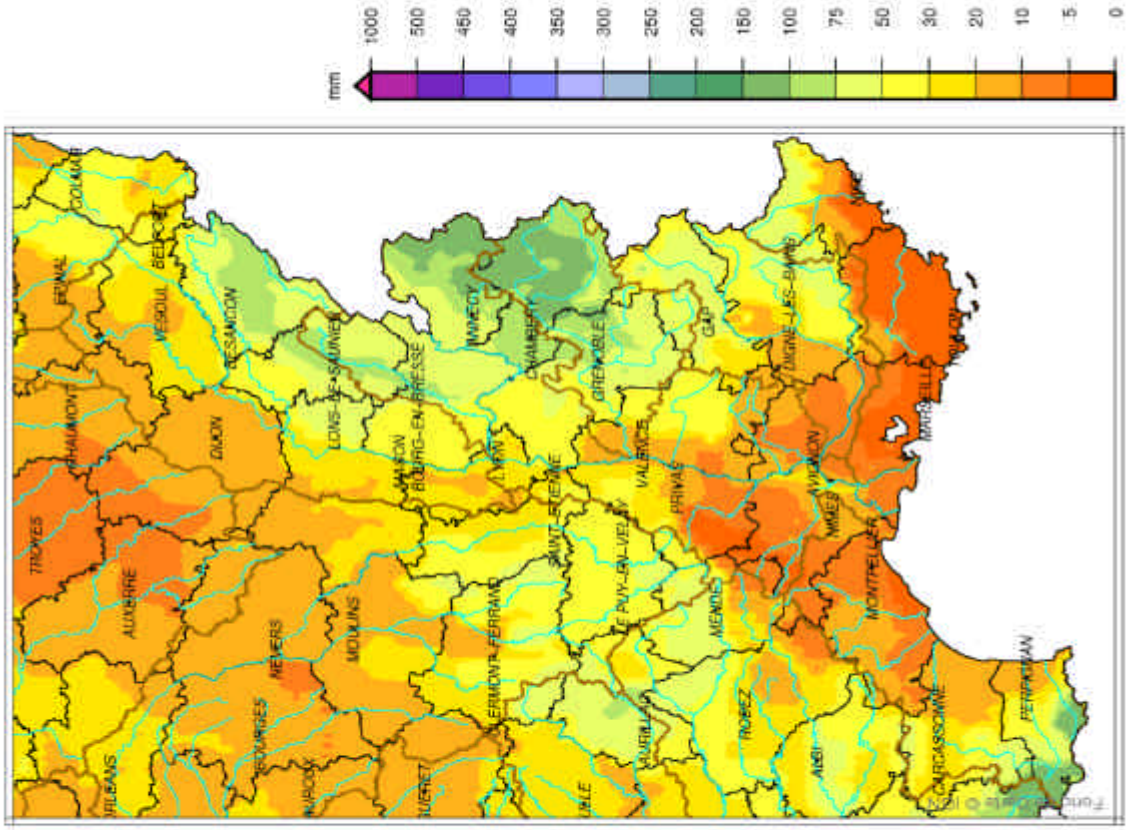 mm
1000
500
450
400
350
300
250
200
150
100
75
50
30
20
10
5
0
COLMAR
EPINAL
BELFORT
VESOUL
CHAUMONT
TROYES
AUXERRE
DIJON
BESANCON
LONS-LE-SAUNIER
ORLEANS
BOURGES
NEVERS
MOULINS
MACON
BOURG-EN-BRESSE
ANNECY
CHAMBERY
GUERET
CLERMONT-FERRAND
LYON
SAINT-ETIENNE
GRENOBLE
AURILLAC
LE PUY-EN-VELAY
VALENCE
PRIVAS
GAP
MENDE
RODEZ
ALBI
DIGNE-LES-BAINS
AVIGNON
NIMES
MONTPELLIER
NICE
MARSEILLE
TOULON
CARCASSONNE
PERPIGNAN
Fond de Carte © IGN